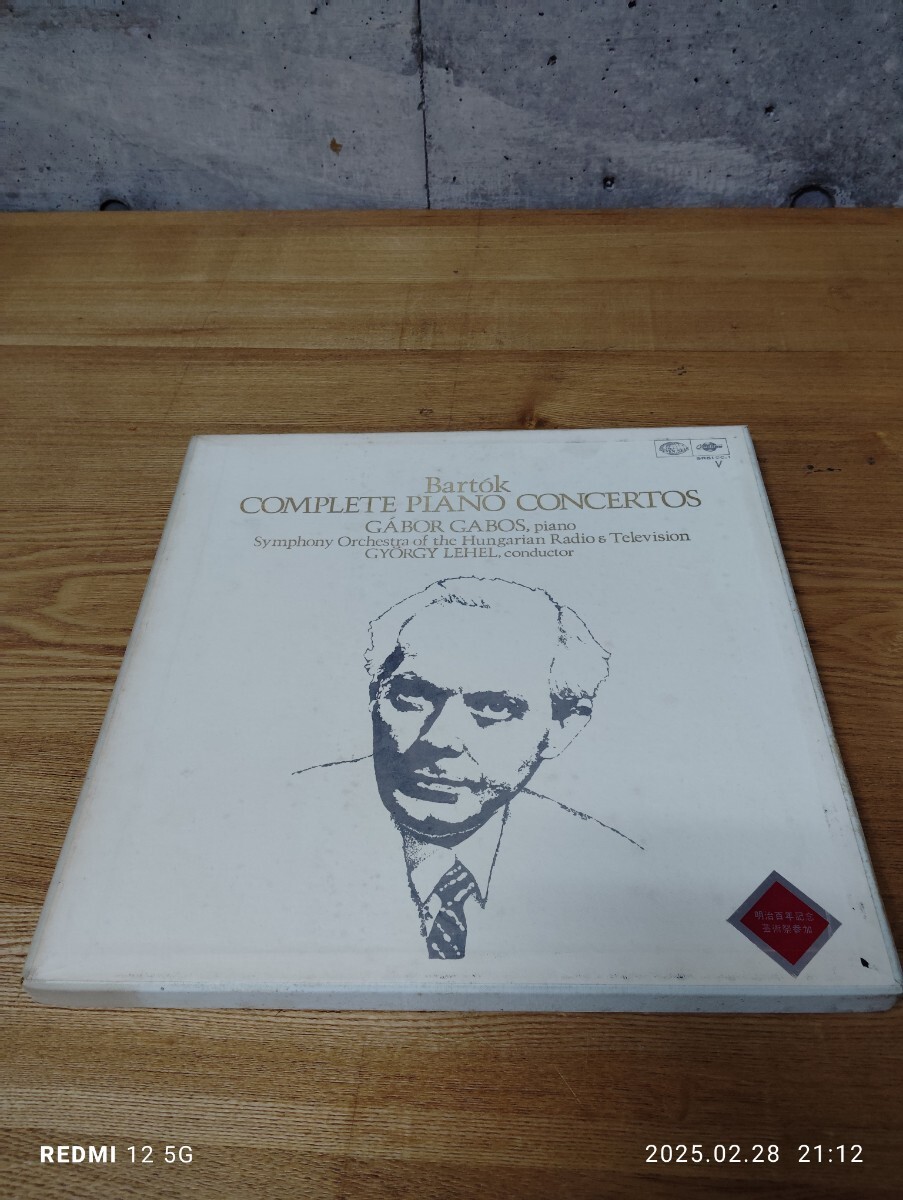 Bartók
COMPLETE PIANO CONCERTOS
GÁBOR GABOS, piano
Symphony Orchestra of the Hungarian Radio & Television
GYÖRGY LEHEL, conductor
V
明治百年記念
芸術祭参加
REDMI 12 5G
2025.02.28 21:12